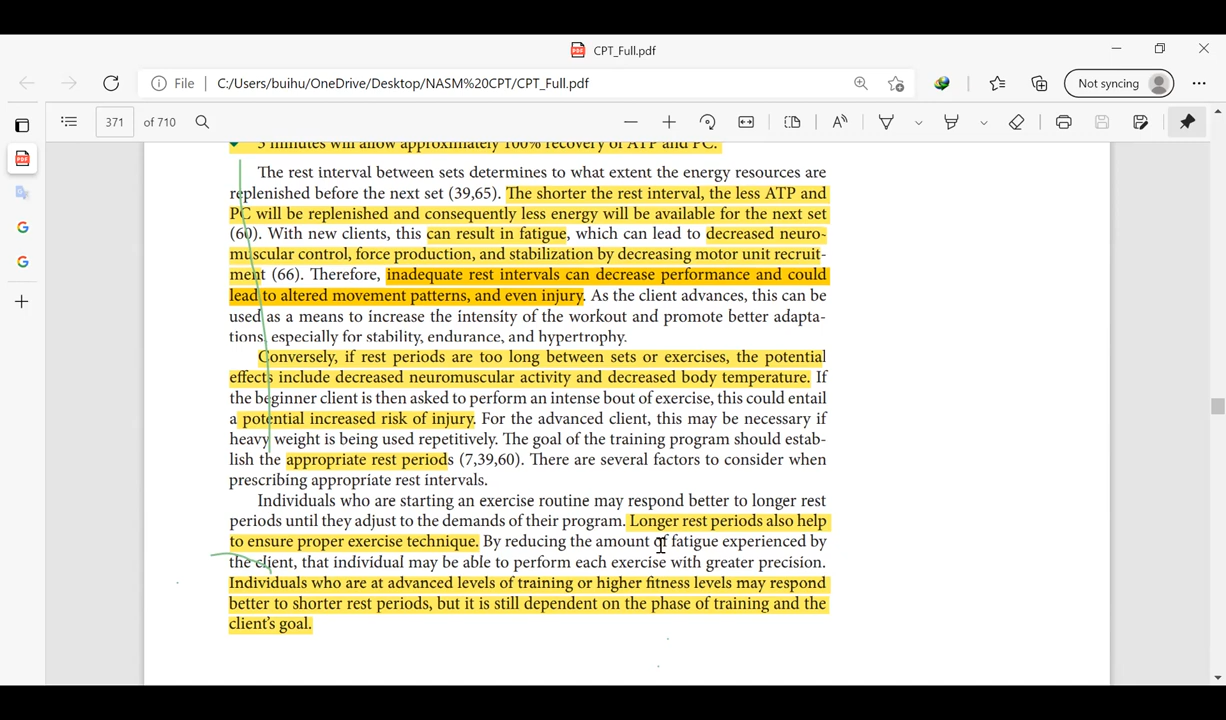 CPT_Full.pdf
File C:/Users/buihu/OneDrive/Desktop/NASM%20CPT/CPT_Full.pdf Not syncing
371 of 710
3 minutes will allow approximately 100% recovery of ATP and PC.
The rest interval between sets determines to what extent the energy resources are
replenished before the next set (39,65). The shorter the rest interval, the less ATP and
PC will be replenished and consequently less energy will be available for the next set
(60). With new clients, this can result in fatigue, which can lead to decreased neuro-
muscular control, force production, and stabilization by decreasing motor unit recruit-
ment (66). Therefore, inadequate rest intervals can decrease performance and could
lead to altered movement patterns, and even injury. As the client advances, this can be
used as a means to increase the intensity of the workout and promote better adapta-
tions, especially for stability, endurance, and hypertrophy.
Conversely, if rest periods are too long between sets or exercises, the potential
effects include decreased neuromuscular activity and decreased body temperature. If
the beginner client is then asked to perform an intense bout of exercise, this could entail
a potential increased risk of injury. For the advanced client, this may be necessary if
heavy weight is being used repetitively. The goal of the training program should estab-
lish the appropriate rest periods (7,39,60). There are several factors to consider when
prescribing appropriate rest intervals.
Individuals who are starting an exercise routine may respond better to longer rest
periods until they adjust to the demands of their program. Longer rest periods also help
to ensure proper exercise technique. By reducing the amount of fatigue experienced by
the client, that individual may be able to perform each exercise with greater precision.
Individuals who are at advanced levels of training or higher fitness levels may respond
better to shorter rest periods, but it is still dependent on the phase of training and the
client's goal.